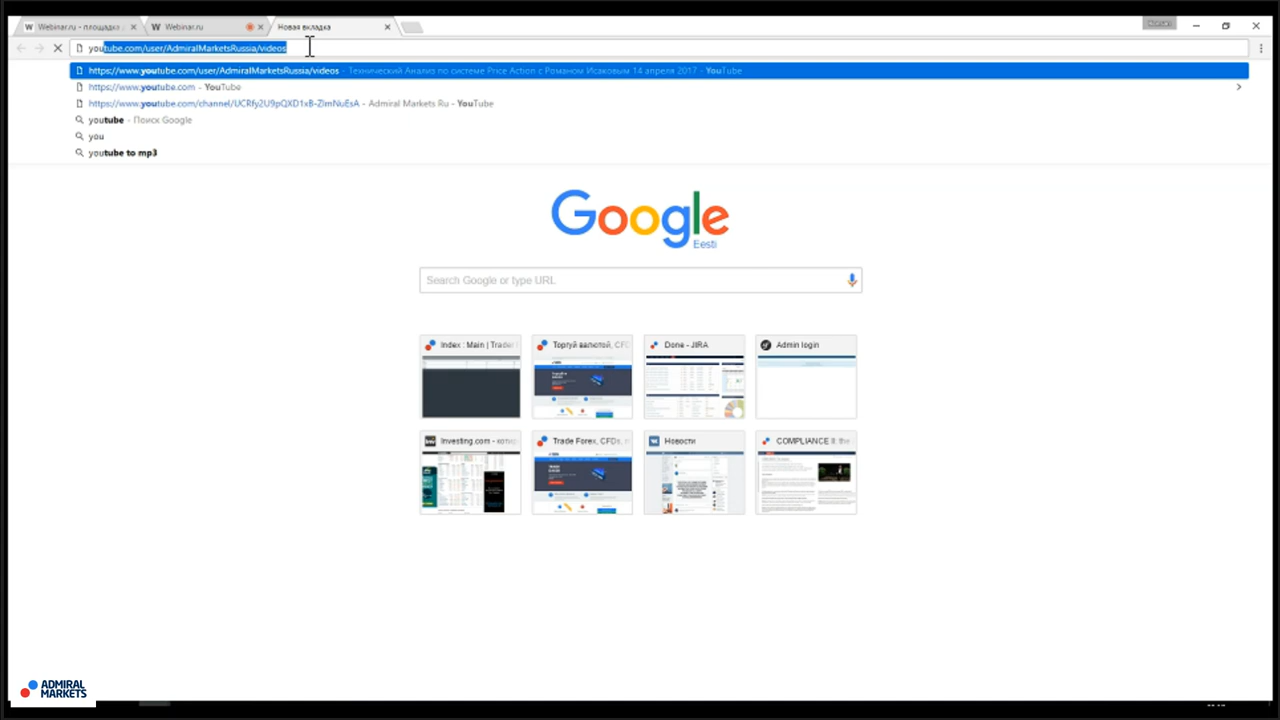 Webinar.ru - площадка
Webinar.ru
Новая вкладка
youtube.com/user/AdmiralMarketsRussia/videos
https://www.youtube.com/user/AdmiralMarketsRussia/videos - Технический Анализ по системе Price Action с Романом Исаковым 14 апреля 2017 - YouTube
https://www.youtube.com - YouTube
https://www.youtube.com/channel/UCRfy2U9pQXD1xB-ZlmNuEsA - Admiral Markets Ru - YouTube
youtube - Поиск Google
you
youtube to mp3
Google
Eesti
Search Google or type URL
Index : Main | Trader
Торгуй валютой, CFD
Done - JIRA
Admin login
Investing.com - коти
Trade Forex, CFDs,
Новости
COMPLIANCE II: the
ADMIRAL
MARKETS